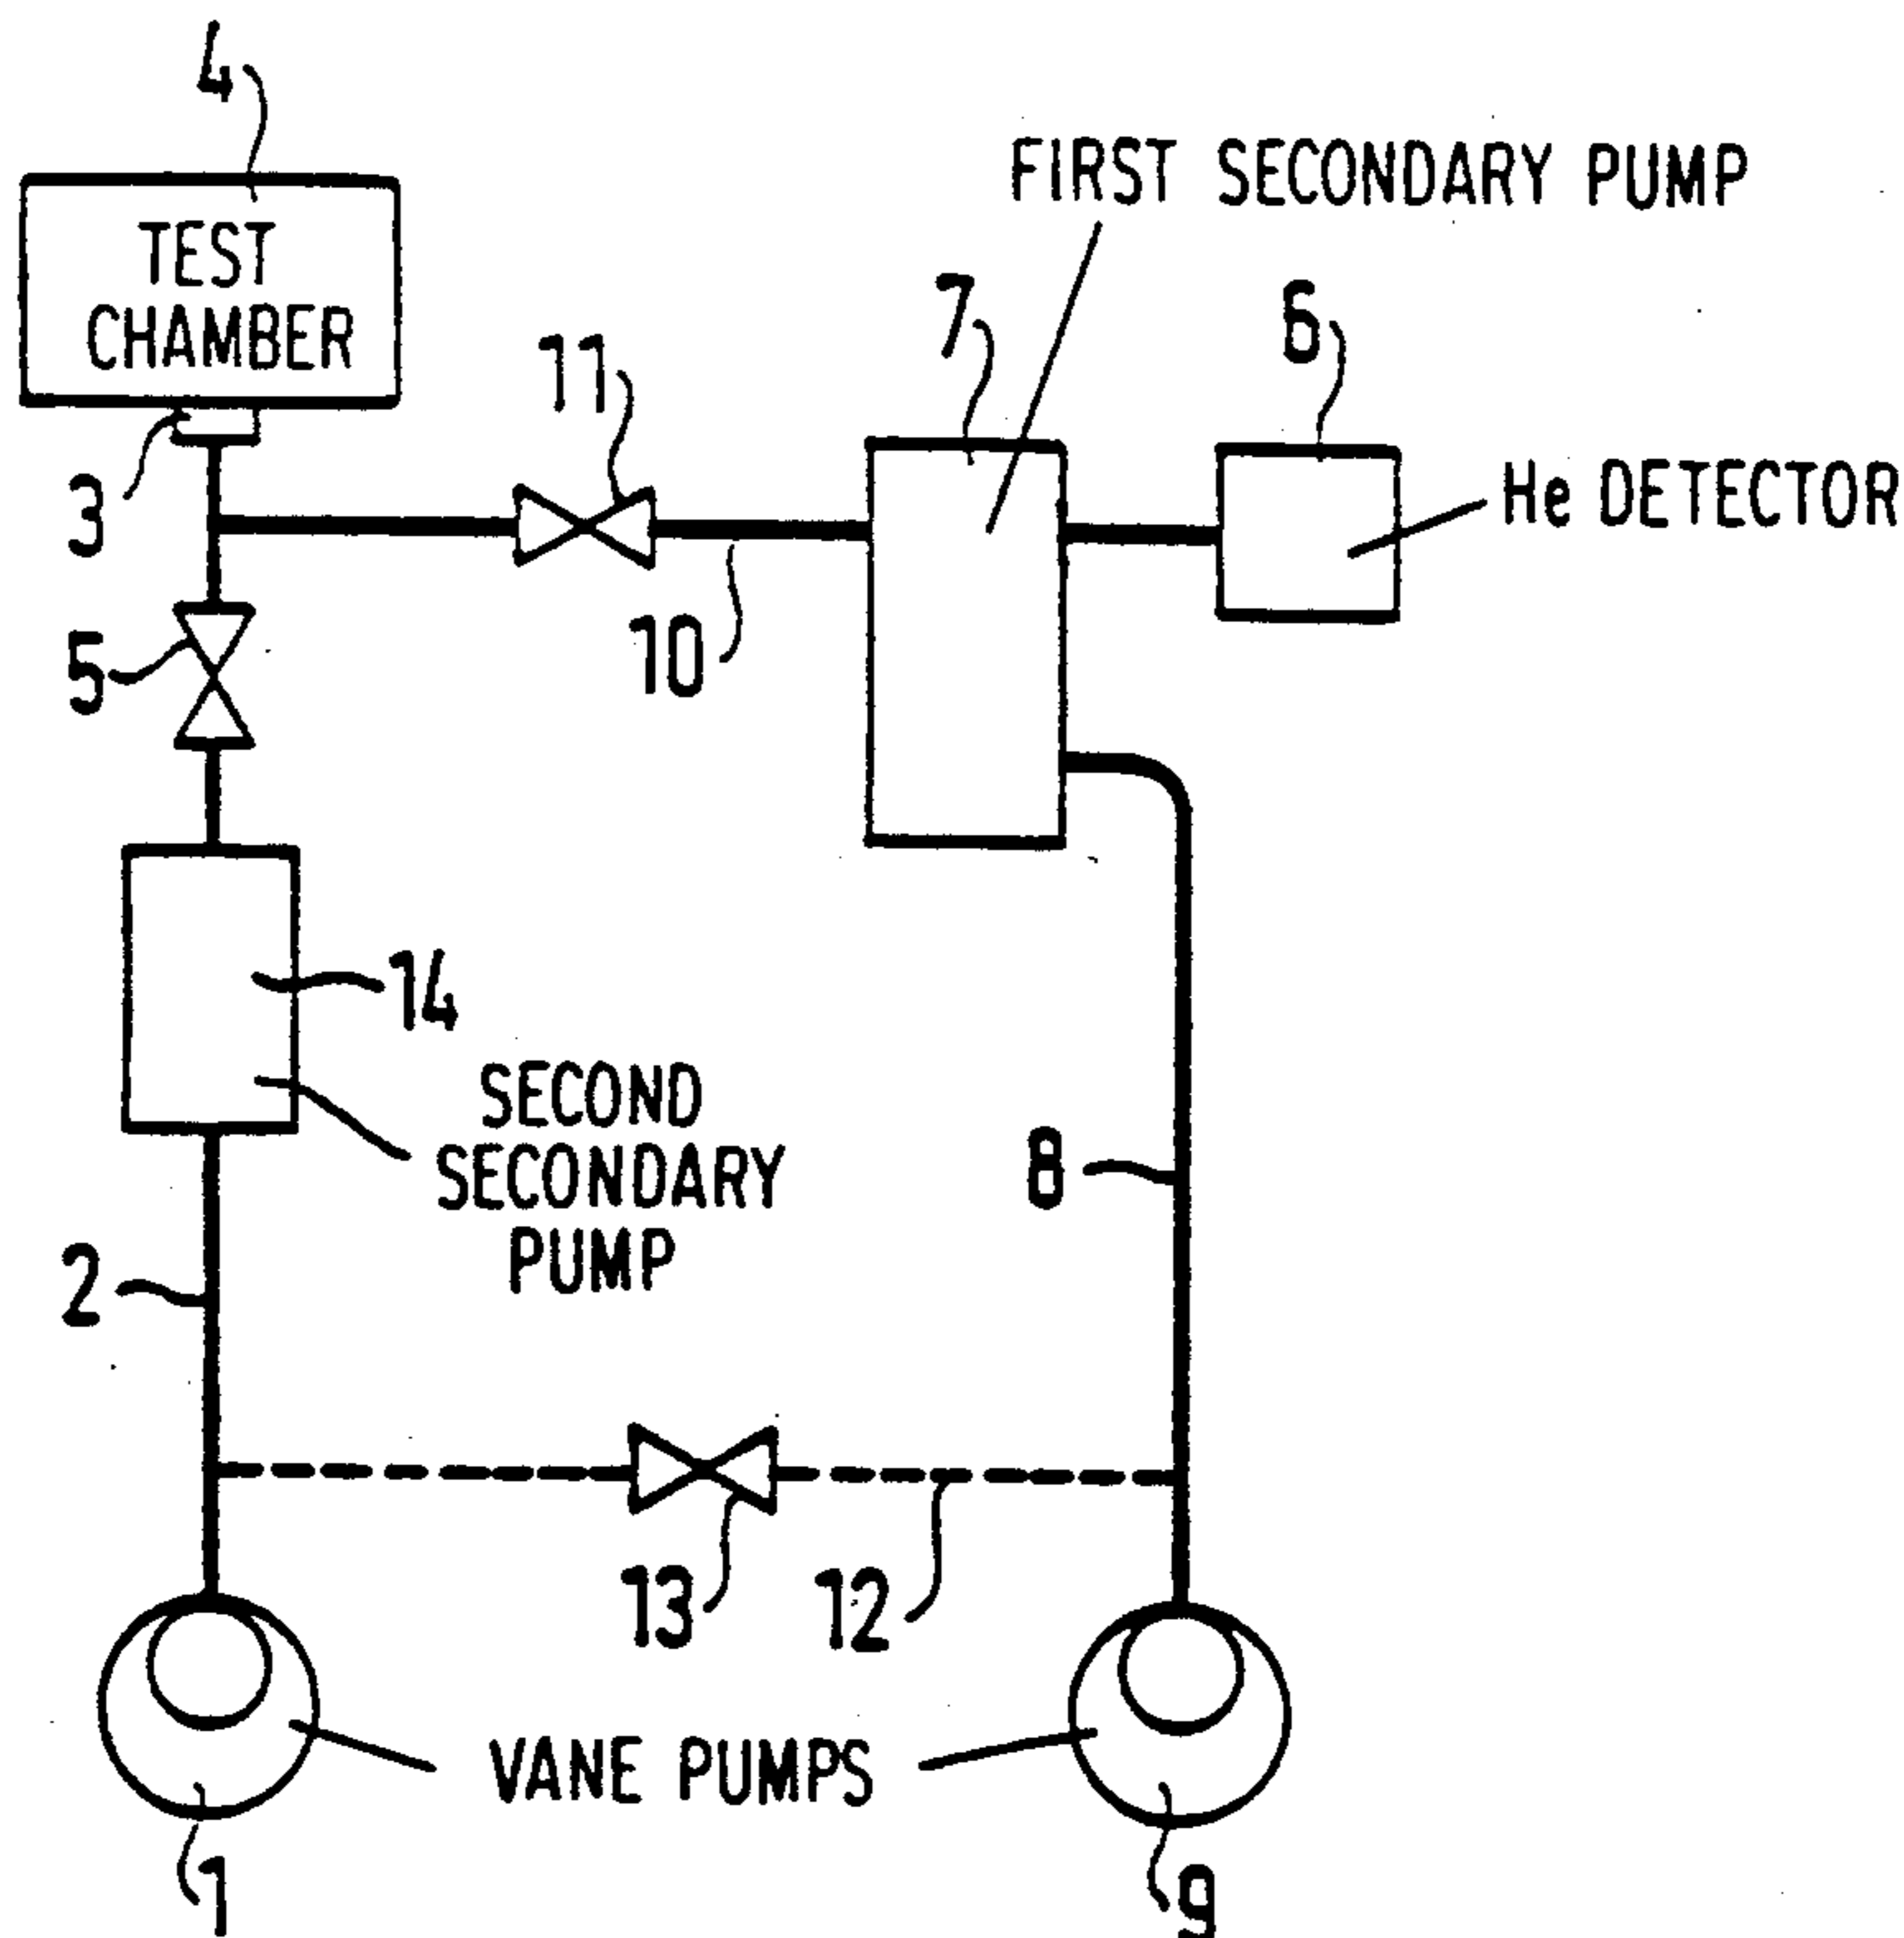 4
TEST
CHAMBER
FIRST SECONDARY PUMP
7
6
11
3
He DETECTOR
5
10
14
SECOND
SECONDARY
PUMP
8
2
13
12
VANE PUMPS
1
9